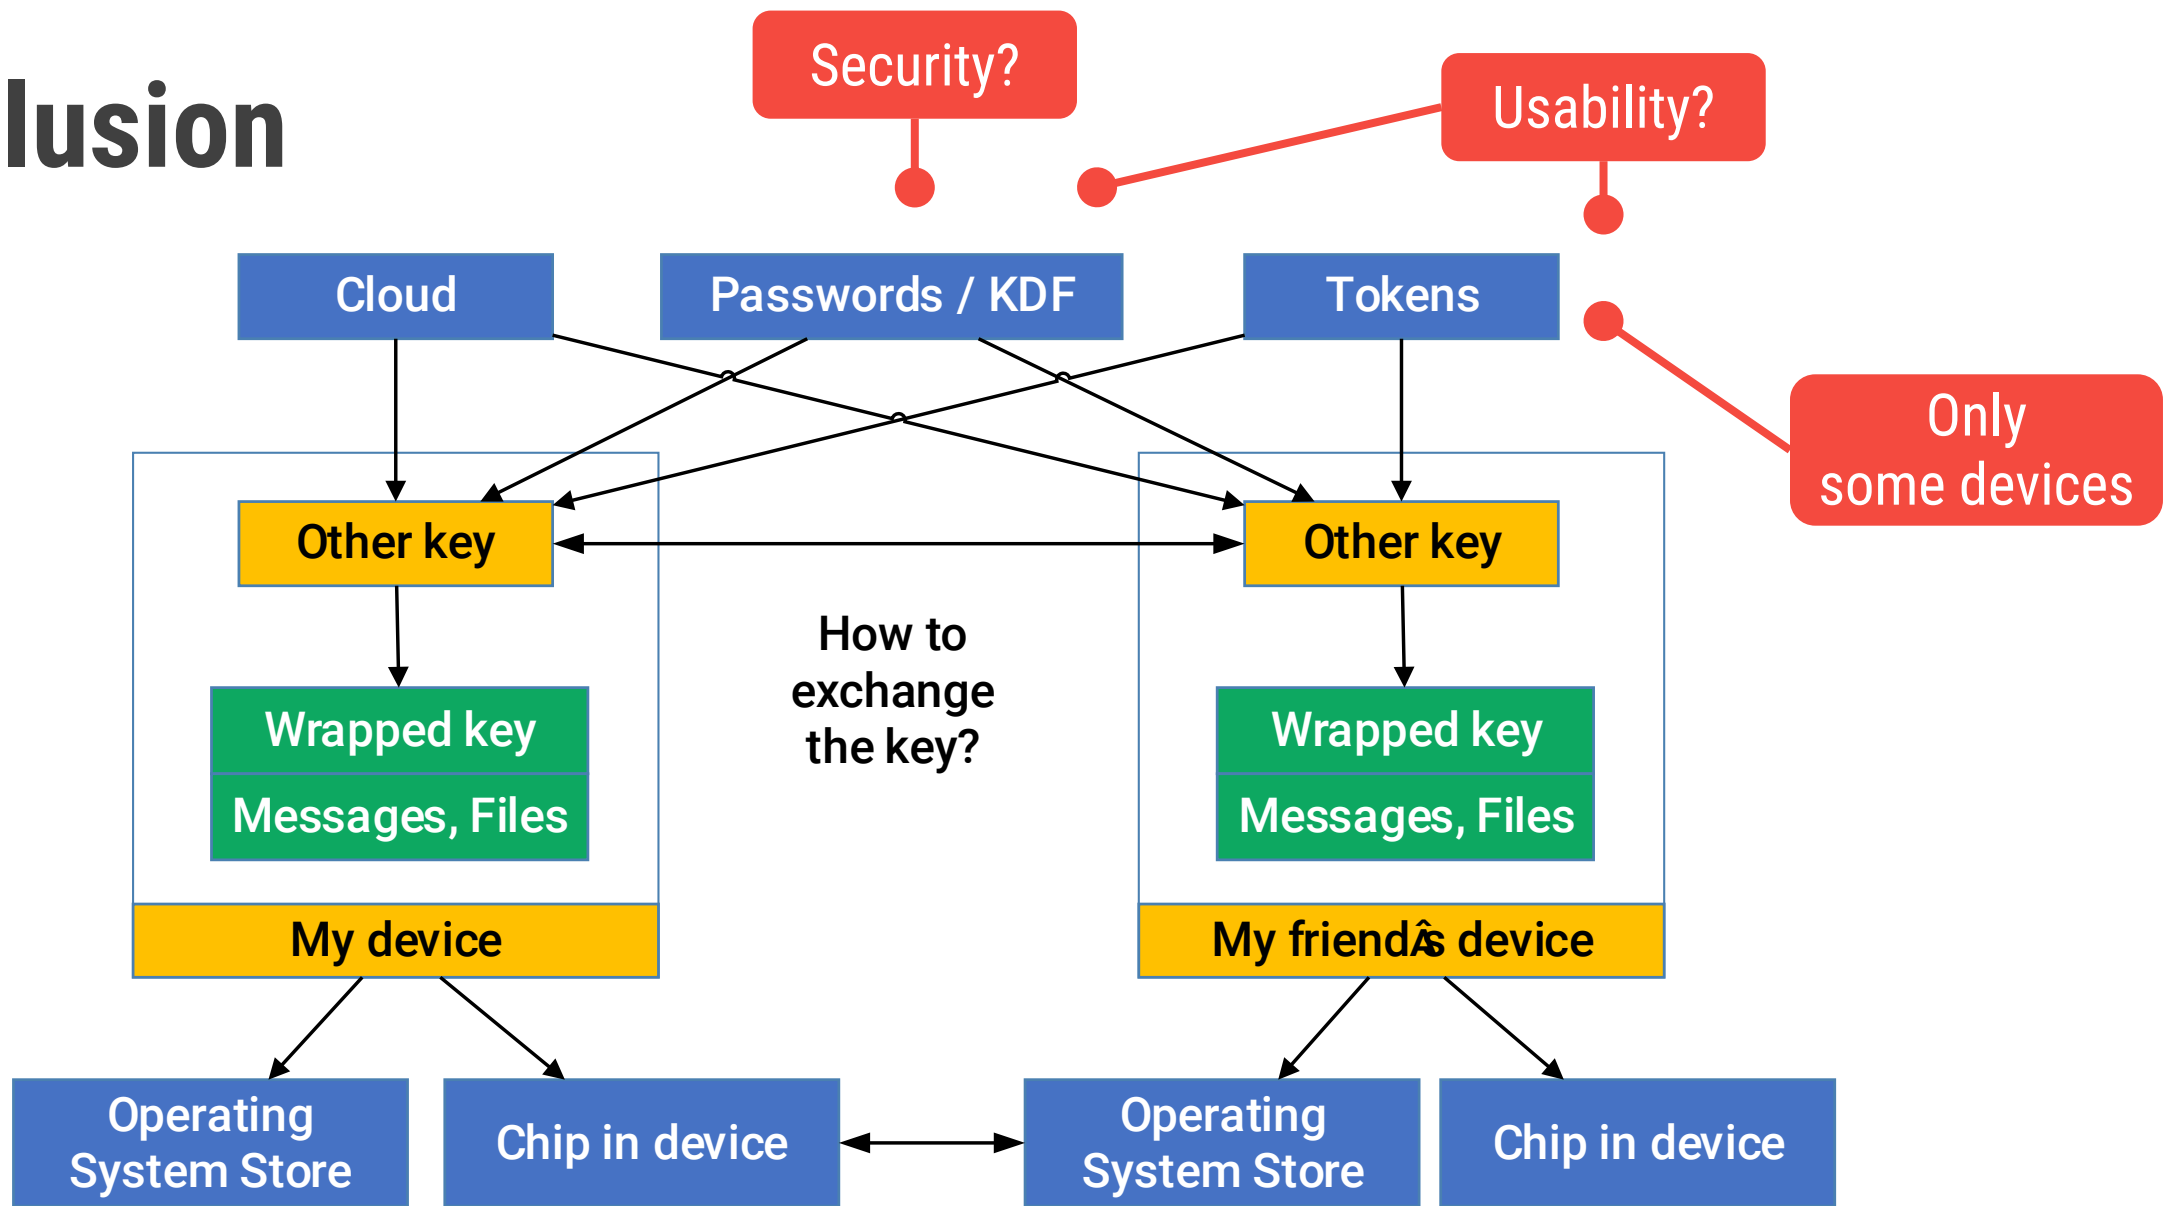 Security?
Usability?
lusion
Cloud
Passwords / KDF
Tokens
Only
some devices
Other key
Other key
How to
exchange
the key?
Wrapped key
Messages, Files
Wrapped key
Messages, Files
My device
My friendÂs device
Operating
System Store
Chip in device
Operating
System Store
Chip in device